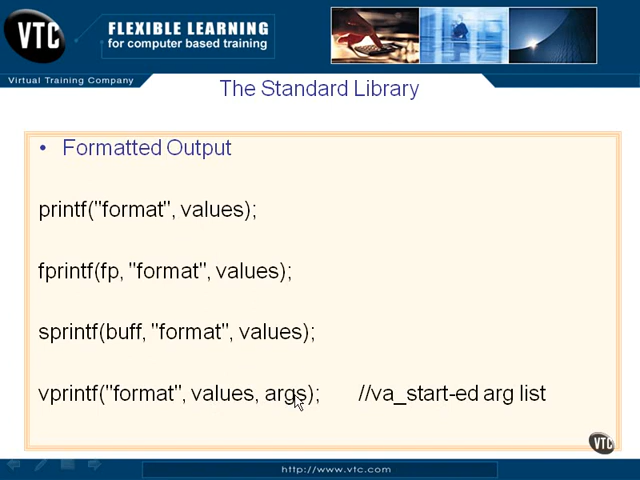 VTC
FLEXIBLE LEARNING
for computer based training
Virtual Training Company
The Standard Library
• Formatted Output
printf("format", values);
fprintf(fp, "format", values);
sprintf(buff, "format", values);
vprintf("format", values, args); //va_start-ed arg list
VTC
http://www.vtc.com